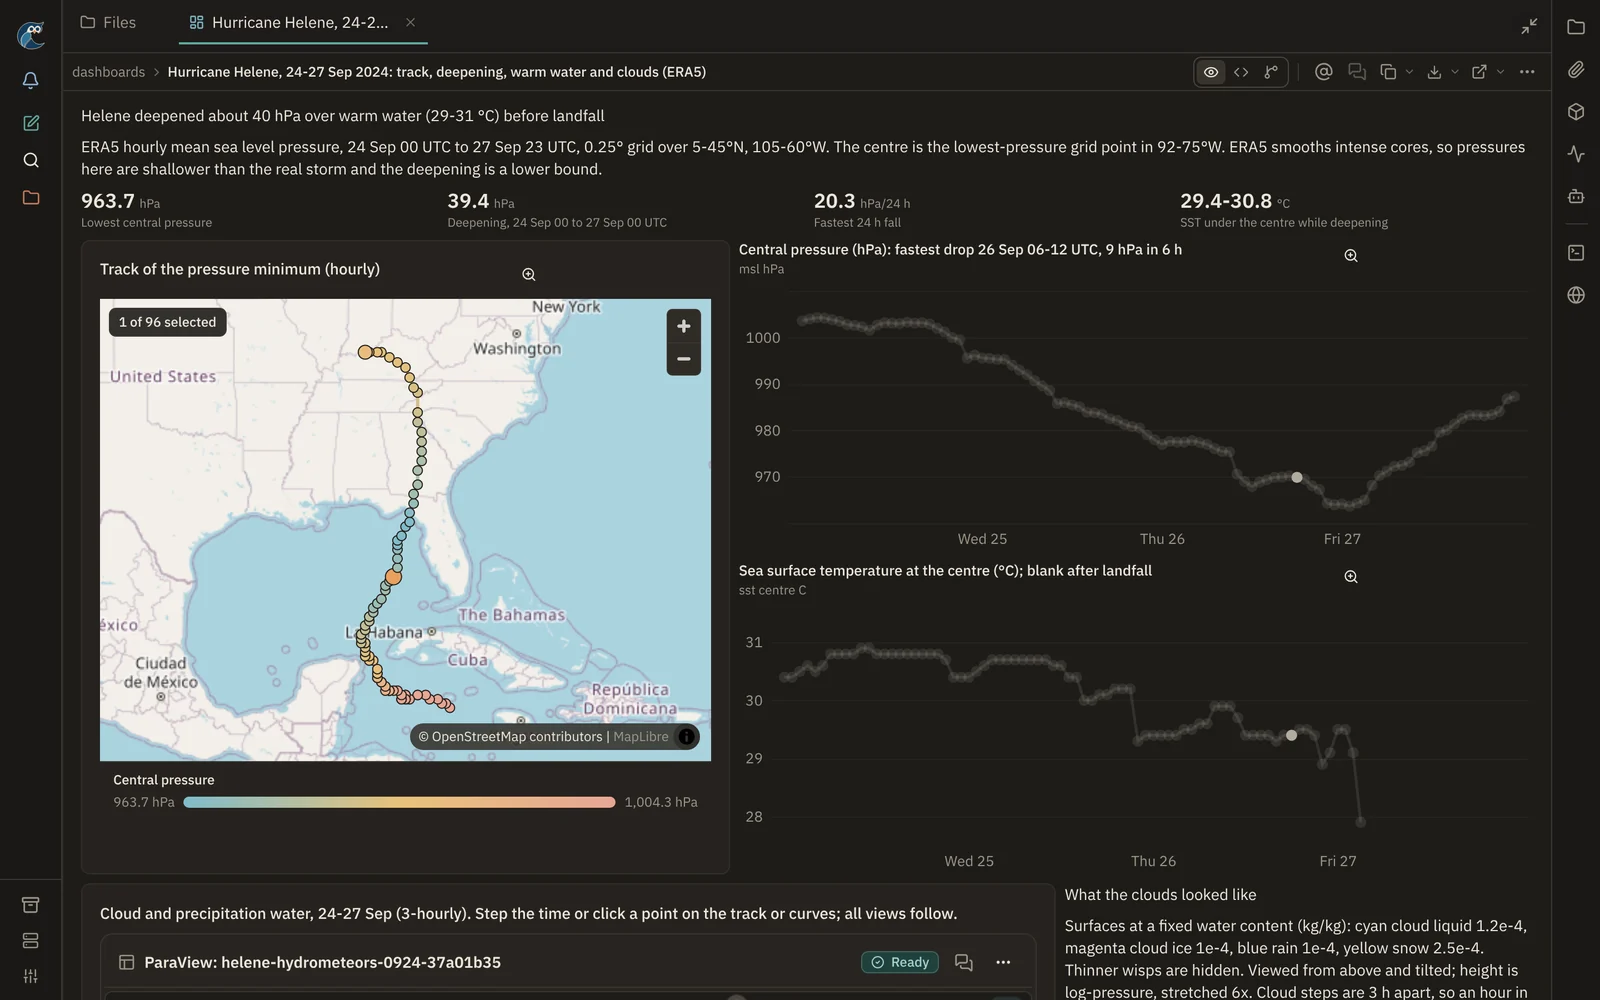 Files
Hurricane Helene, 24-2...
dashboards
Hurricane Helene, 24-27 Sep 2024: track, deepening, warm water and clouds (ERA5)
Helene deepened about 40 hPa over warm water (29-31 °C) before landfall
ERA5 hourly mean sea level pressure, 24 Sep 00 UTC to 27 Sep 23 UTC, 0.25° grid over 5-45°N, 105-60°W. The centre is the lowest-pressure grid point in 92-75°W. ERA5 smooths intense cores, so pressures
here are shallower than the real storm and the deepening is a lower bound.
963.7 hPa
Lowest central pressure
39.4 hPa
Deepening, 24 Sep 00 to 27 Sep 00 UTC
20.3 hPa/24 h
Fastest 24 h fall
29.4-30.8 °C
SST under the centre while deepening
Track of the pressure minimum (hourly)
1 of 96 selected
+
−
New York
Washington
United States
The Bahamas
La Habana
Cuba
éxico
Ciudad
de México
República
Dominicana
© OpenStreetMap contributors | MapLibre
Central pressure
963.7 hPa
1,004.3 hPa
Central pressure (hPa): fastest drop 26 Sep 06-12 UTC, 9 hPa in 6 h
msl hPa
1000
990
980
970
Wed 25
Thu 26
Fri 27
Sea surface temperature at the centre (°C); blank after landfall
sst centre C
31
30
29
28
Wed 25
Thu 26
Fri 27
Cloud and precipitation water, 24-27 Sep (3-hourly). Step the time or click a point on the track or curves; all views follow.
ParaView: helene-hydrometeors-0924-37a01b35
Ready
What the clouds looked like
Surfaces at a fixed water content (kg/kg): cyan cloud liquid 1.2e-4,
magenta cloud ice 1e-4, blue rain 1e-4, yellow snow 2.5e-4.
Thinner wisps are hidden. Viewed from above and tilted; height is
log-pressure, stretched 6x. Cloud steps are 3 h apart, so an hour in